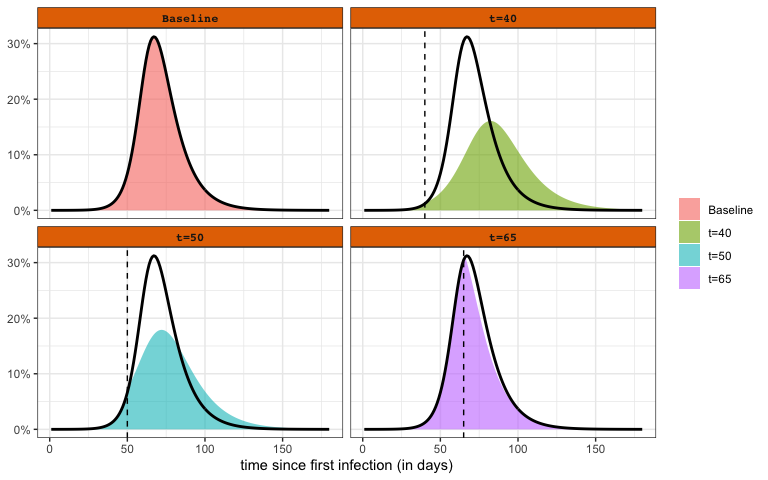 Baseline
t=40
30%
20%
10%
0%
t=50
t=65
30%
20%
10%
0%
0 50 100 150
0 50 100 150
time since first infection (in days)
Baseline
t=40
t=50
t=65